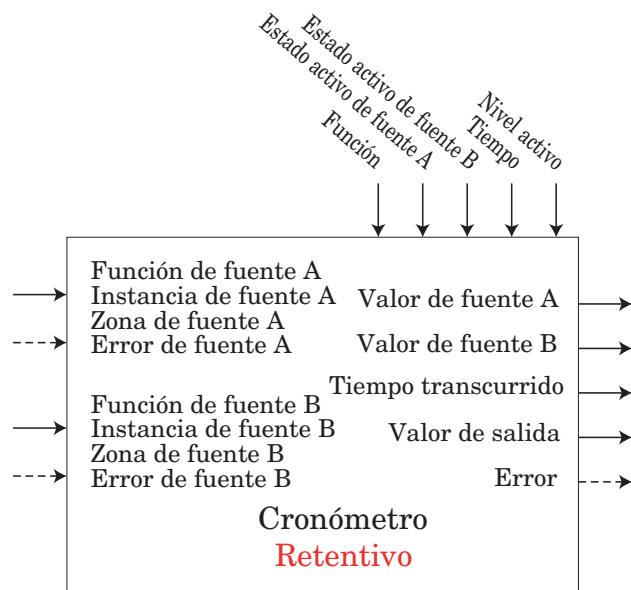 Función
Estado activo de fuente A
Estado activo de fuente B
Tiempo
Nivel activo
Función de fuente A
Instancia de fuente A
Zona de fuente A
Error de fuente A
Función de fuente B
Instancia de fuente B
Zona de fuente B
Error de fuente B
Valor de fuente A
Valor de fuente B
Tiempo transcurrido
Valor de salida
Error
Cronómetro
Retentivo